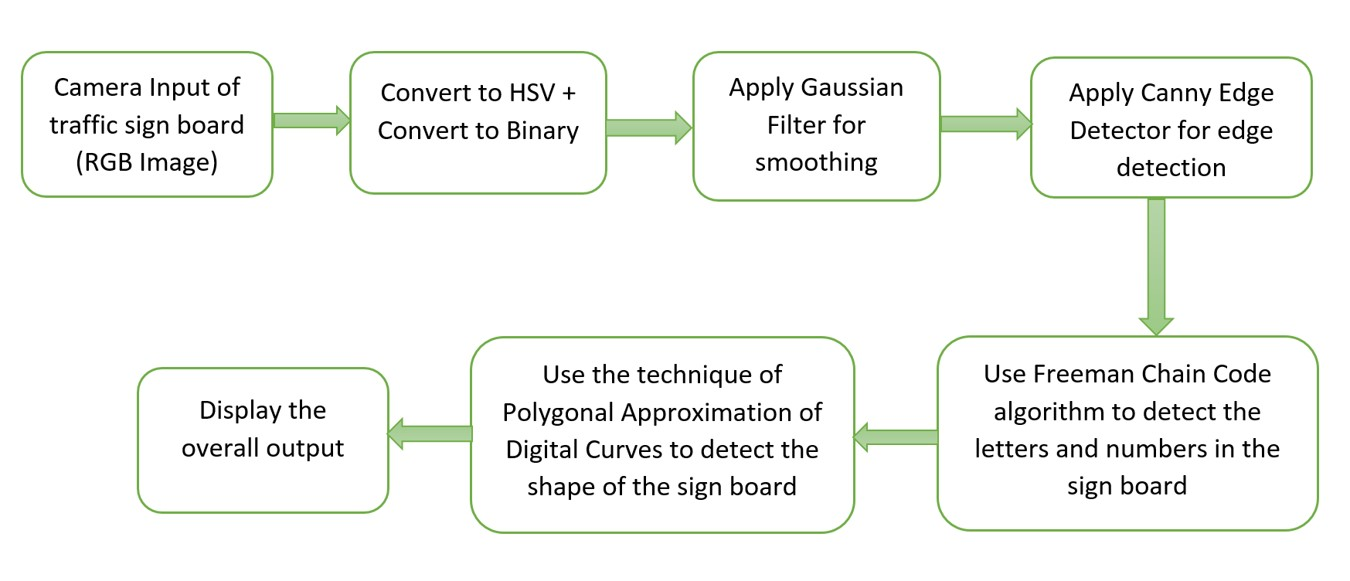 Camera Input of
traffic sign board
(RGB Image)
Convert to HSV +
Convert to Binary
Apply Gaussian
Filter for
smoothing
Apply Canny Edge
Detector for edge
detection
Use Freeman Chain Code
algorithm to detect the
letters and numbers in the
sign board
Use the technique of
Polygonal Approximation of
Digital Curves to detect the
shape of the sign board
Display the
overall output